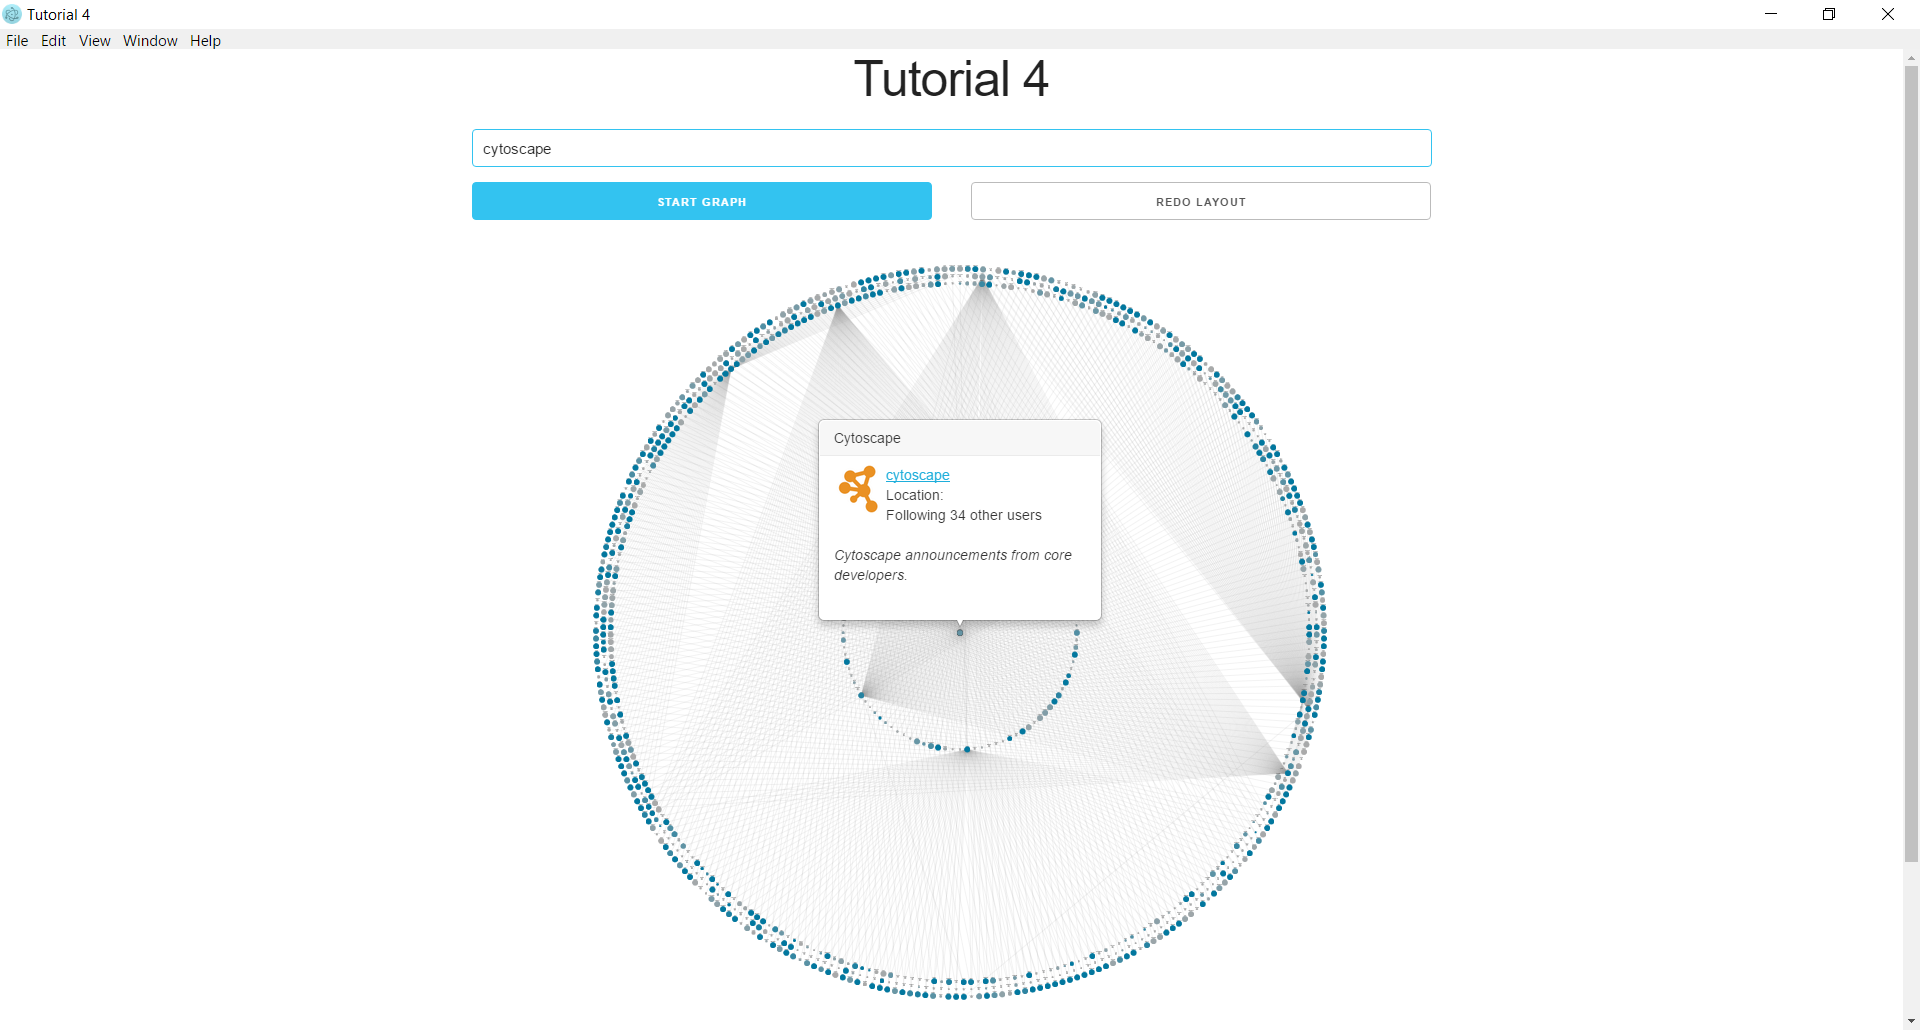 Tutorial 4
File Edit View Window Help
Tutorial 4
cytoscape
START GRAPH
REDO LAYOUT
Cytoscape
cytoscape
Location:
Following 34 other users
Cytoscape announcements from core
developers.